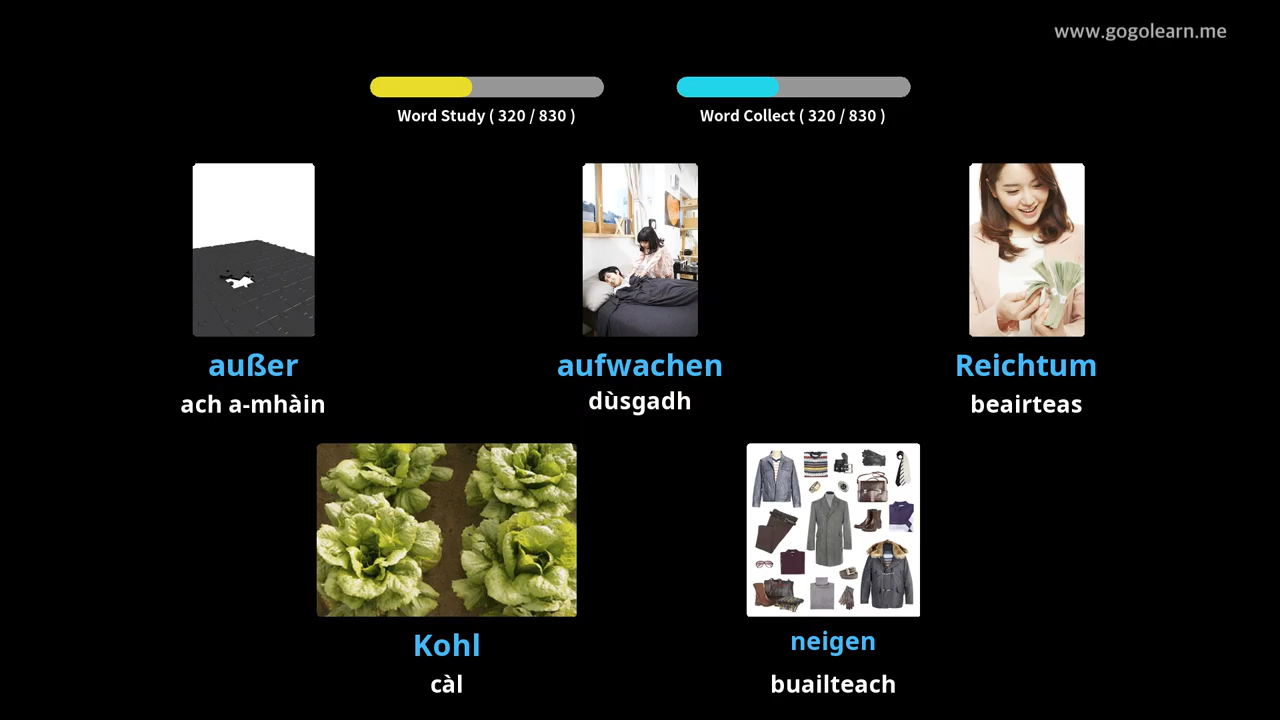 www.gogolearn.me
Word Study ( 320 / 830 )
Word Collect ( 320 / 830 )
außer
ach a-mhàin
aufwachen
dùsgadh
Reichtum
beairteas
Kohl
càl
neigen
buailteach